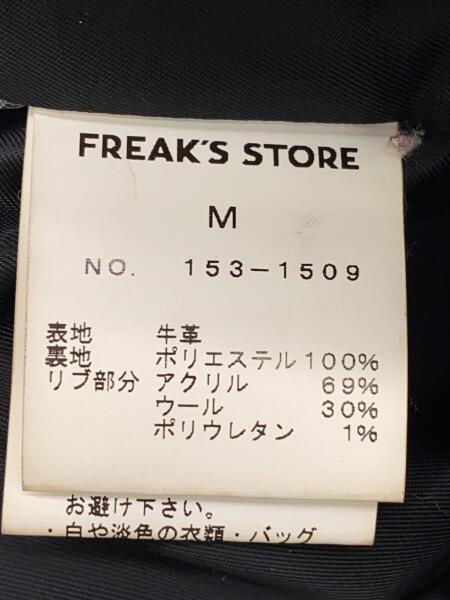 FREAK'S STORE
M
NO. 153-1509
表地 牛革
裏地 ポリエステル100%
リブ部分 アクリル 69%
ウール 30%
ポリウレタン 1%
お避け下さい。
・白や淡色の衣類・バッグ